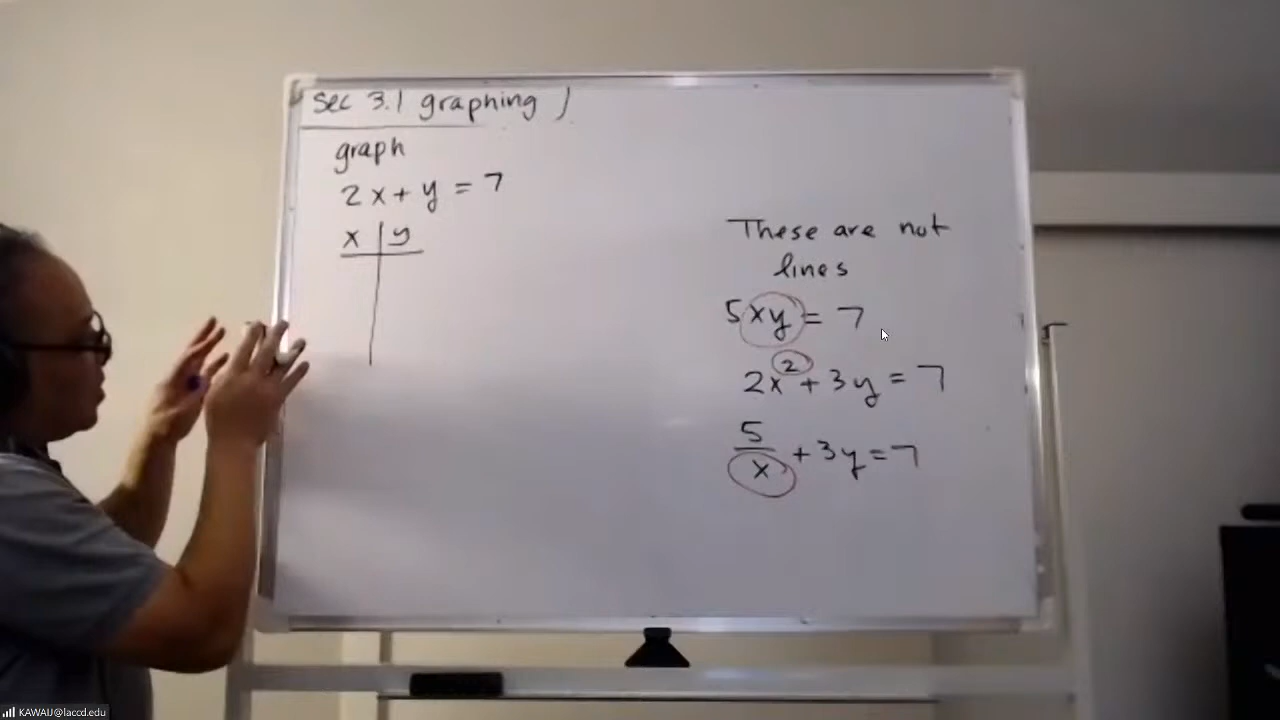 sec 3.1 graphing
graph
2x + y = 7
x | y
These are not
lines
5xy = 7
2x² + 3y = 7
5/x + 3y = 7
KAWAIJ@laccd.edu